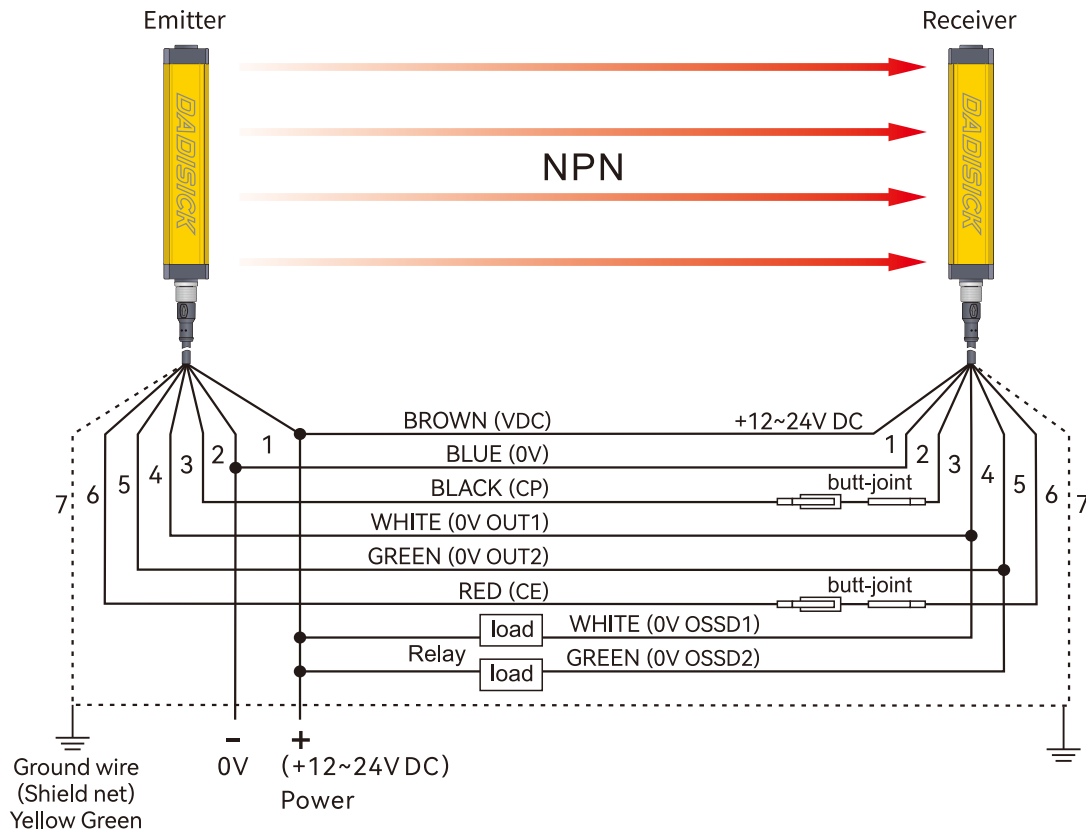 Emitter
Receiver
DADISICK
DADISICK
NPN
BROWN (VDC)
+12~24V DC
BLUE (0V)
BLACK (CP)
butt-joint
WHITE (0V OUT1)
GREEN (0V OUT2)
RED (CE)
butt-joint
1
2
3
4
5
6
7
1
2
3
4
5
6
7
load
WHITE (0V OSSD1)
Relay
load
GREEN (0V OSSD2)
- +
0V (+12~24V DC)
Power
Ground wire
(Shield net)
Yellow Green